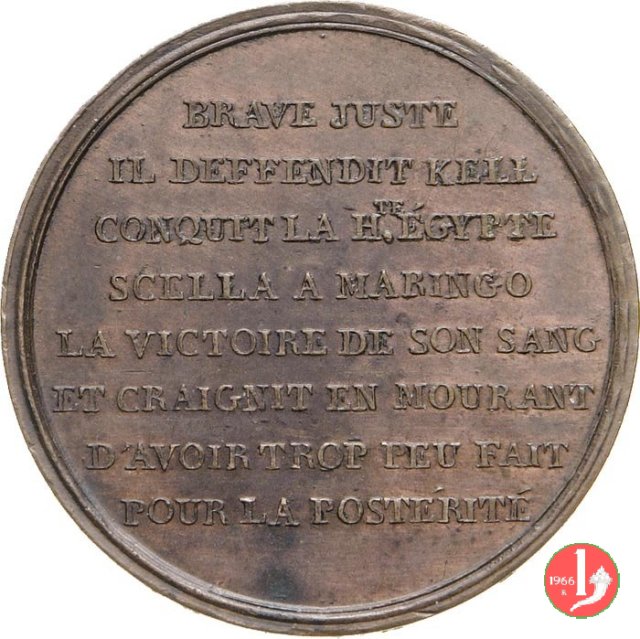 BRAVE JUSTE
IL DEFFENDIT KELL
CONQUIT LA H.TE ÉGYPTE
SCELLA A MARINGO
LA VICTOIRE DE SON SANG
ET CRAIGNIT EN MOURANT
D'AVOIR TROP PEU FAIT
POUR LA POSTÉRITÉ
1966